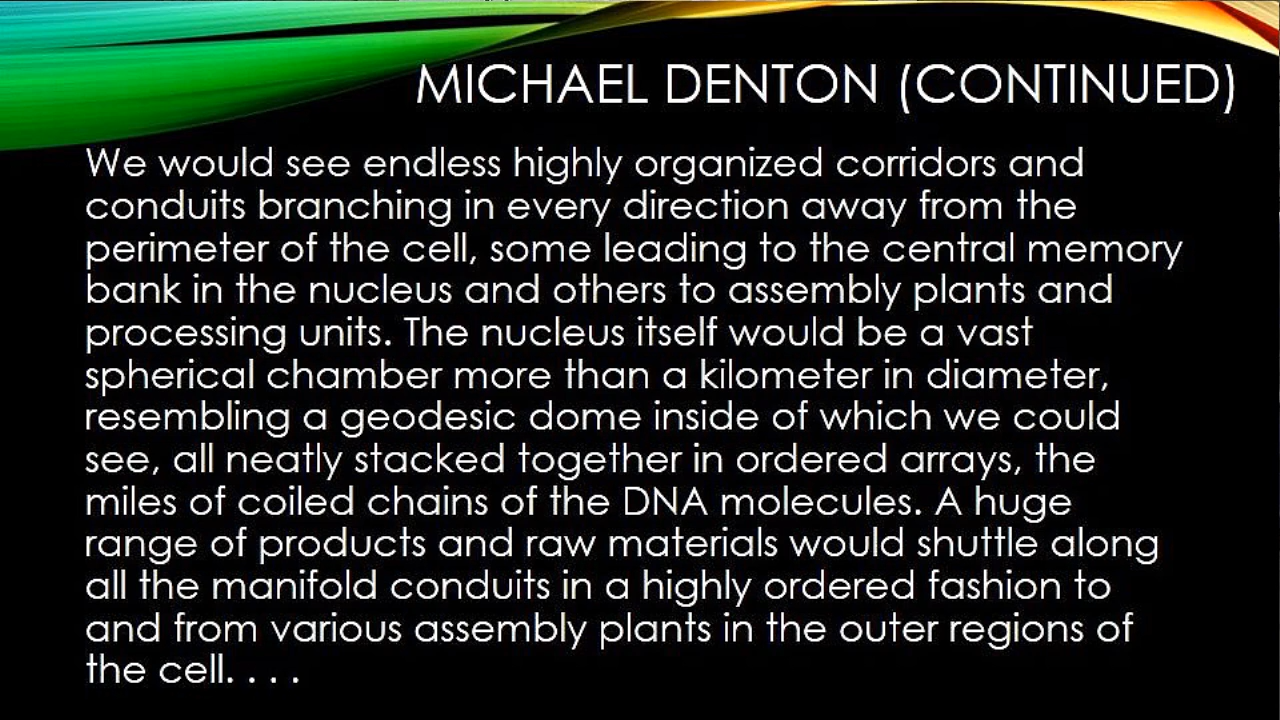 MICHAEL DENTON (CONTINUED)
We would see endless highly organized corridors and
conduits branching in every direction away from the
perimeter of the cell, some leading to the central memory
bank in the nucleus and others to assembly plants and
processing units. The nucleus itself would be a vast
spherical chamber more than a kilometer in diameter,
resembling a geodesic dome inside of which we could
see, all neatly stacked together in ordered arrays, the
miles of coiled chains of the DNA molecules. A huge
range of products and raw materials would shuttle along
all the manifold conduits in a highly ordered fashion to
and from various assembly plants in the outer regions of
the cell. . . .